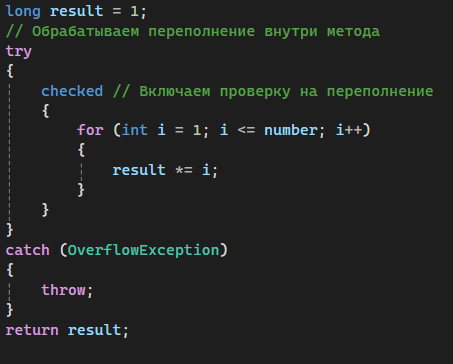 long result = 1;
// Обрабатываем переполнение внутри метода
try
{
    checked // Включаем проверку на переполнение
    {
        for (int i = 1; i <= number; i++)
        {
            result *= i;
        }
    }
}
catch (OverflowException)
{
    throw;
}
return result;